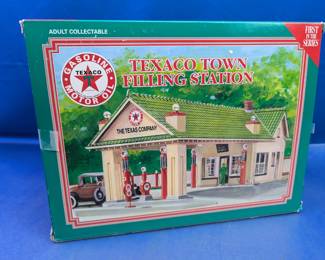 ADULT COLLECTABLE
FIRST
IN THE
SERIES
GASOLINE
TEXACO
T
MOTOR OIL
TEXACO TOWN
FILLING STATION
THE TEXAS COMPANY